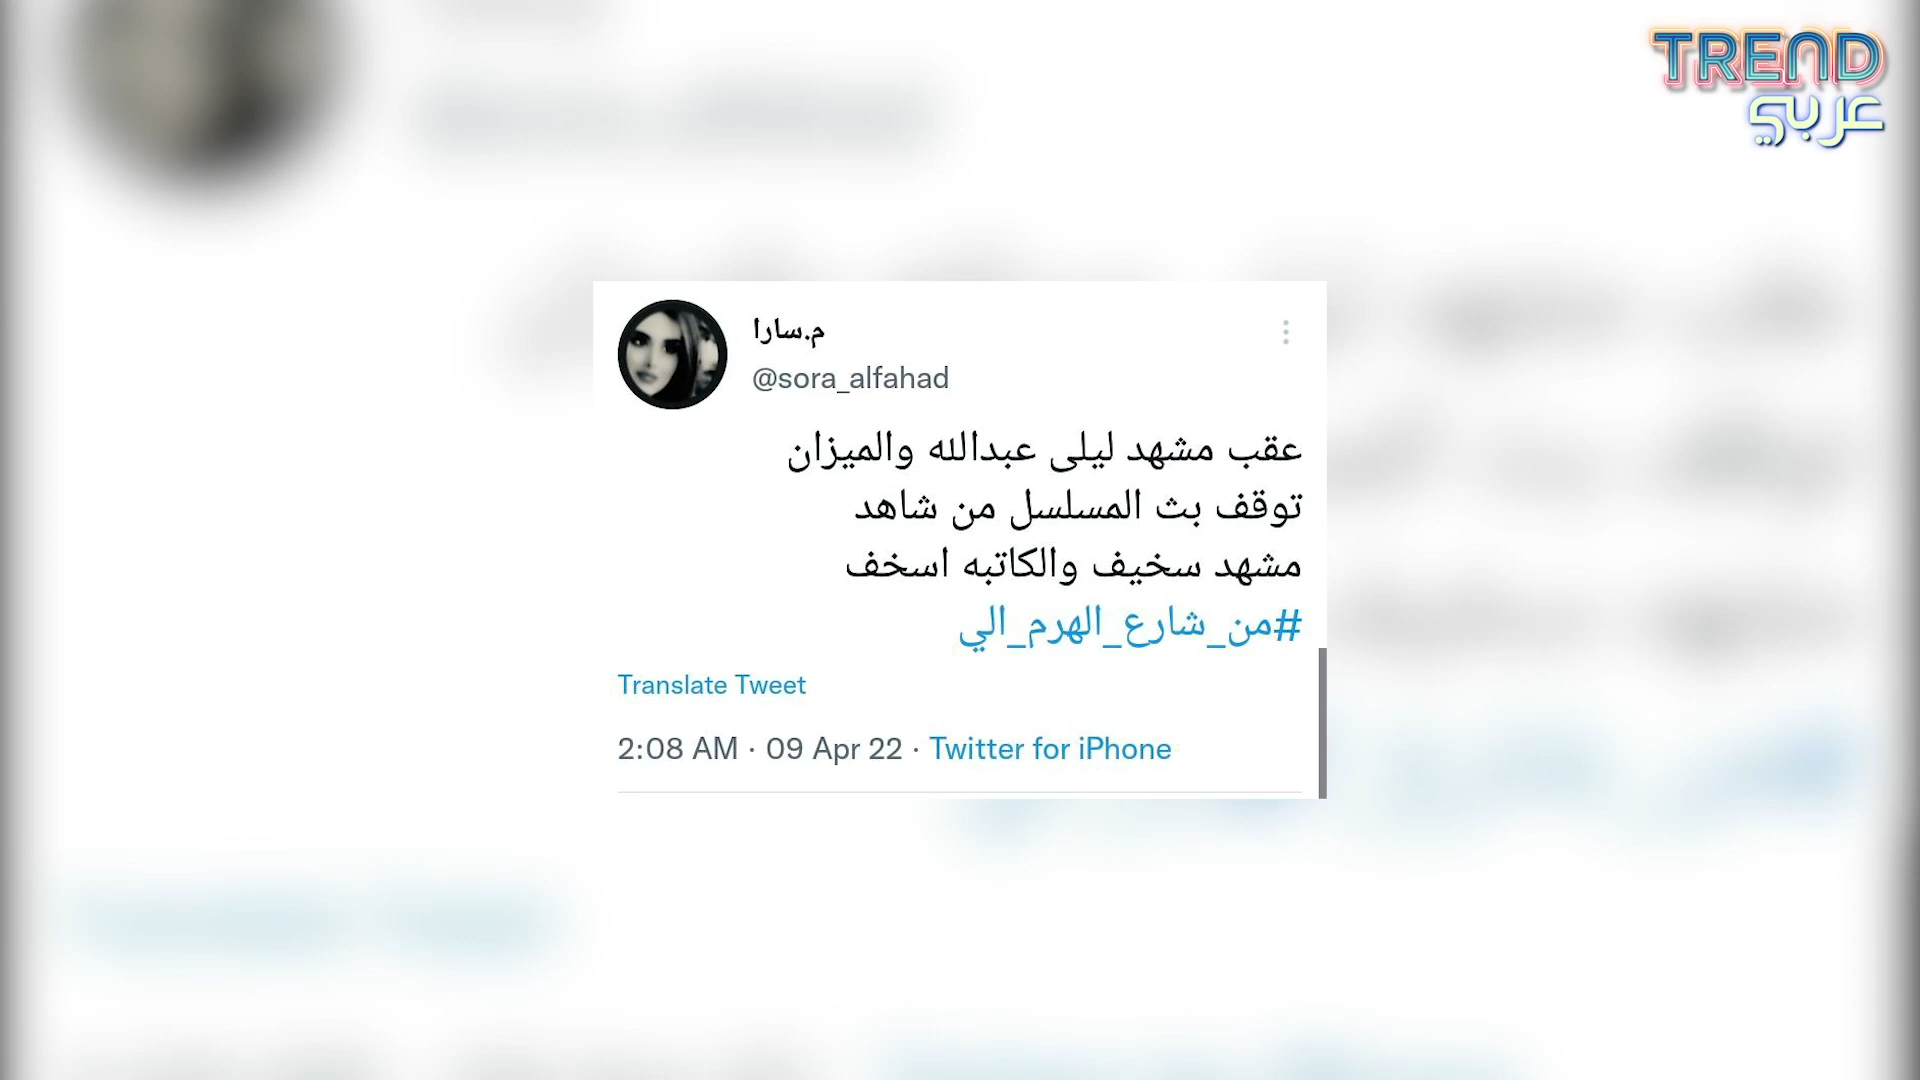 TREND
عربي
م.سارا
@sora_alfahad
عقب مشهد ليلى عبدالله والميزان
توقف بث المسلسل من شاهد
مشهد سخيف والكاتبه اسخف
#من_شارع_الهرم_الي
Translate Tweet
2:08 AM · 09 Apr 22 · Twitter for iPhone